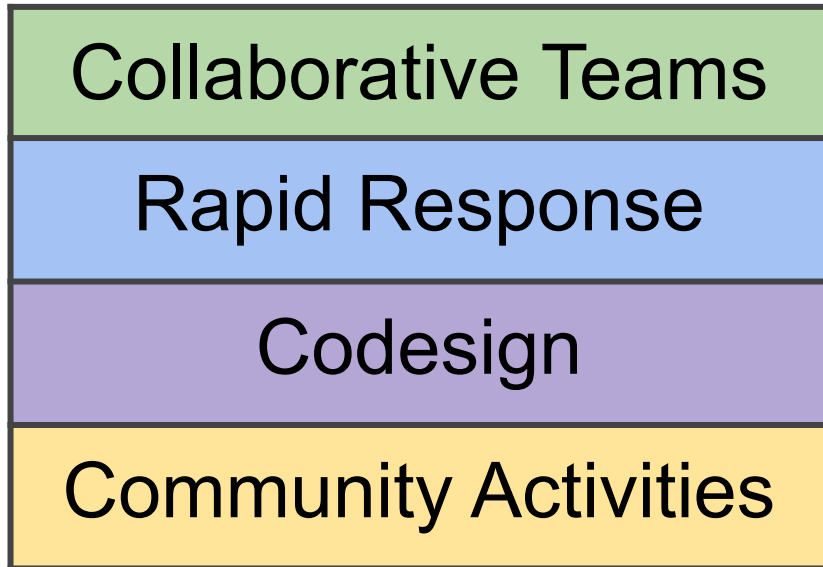 Collaborative Teams
Rapid Response
Codesign
Community Activities